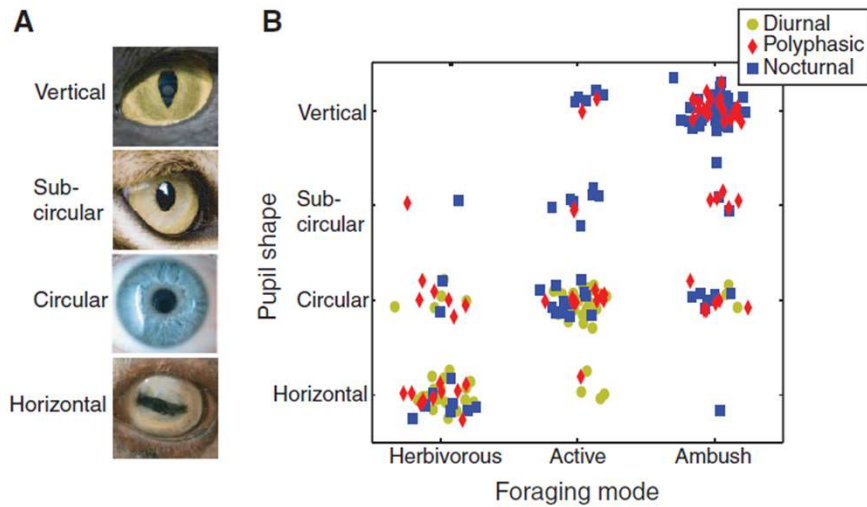 A
Vertical
Sub-
circular
Circular
Horizontal
B
Diurnal
Polyphasic
Nocturnal
Pupil shape
Vertical
Sub-
circular
Circular
Horizontal
Herbivorous Active Ambush
Foraging mode